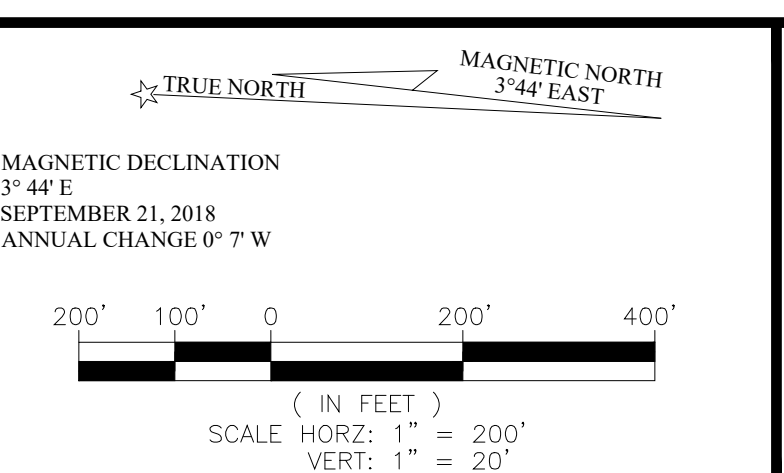 TRUE NORTH
MAGNETIC NORTH
3°44' EAST
MAGNETIC DECLINATION
3° 44' E
SEPTEMBER 21, 2018
ANNUAL CHANGE 0° 7' W
200' 100' 0 200' 400'
( IN FEET )
SCALE HORZ: 1" = 200'
VERT: 1" = 20'